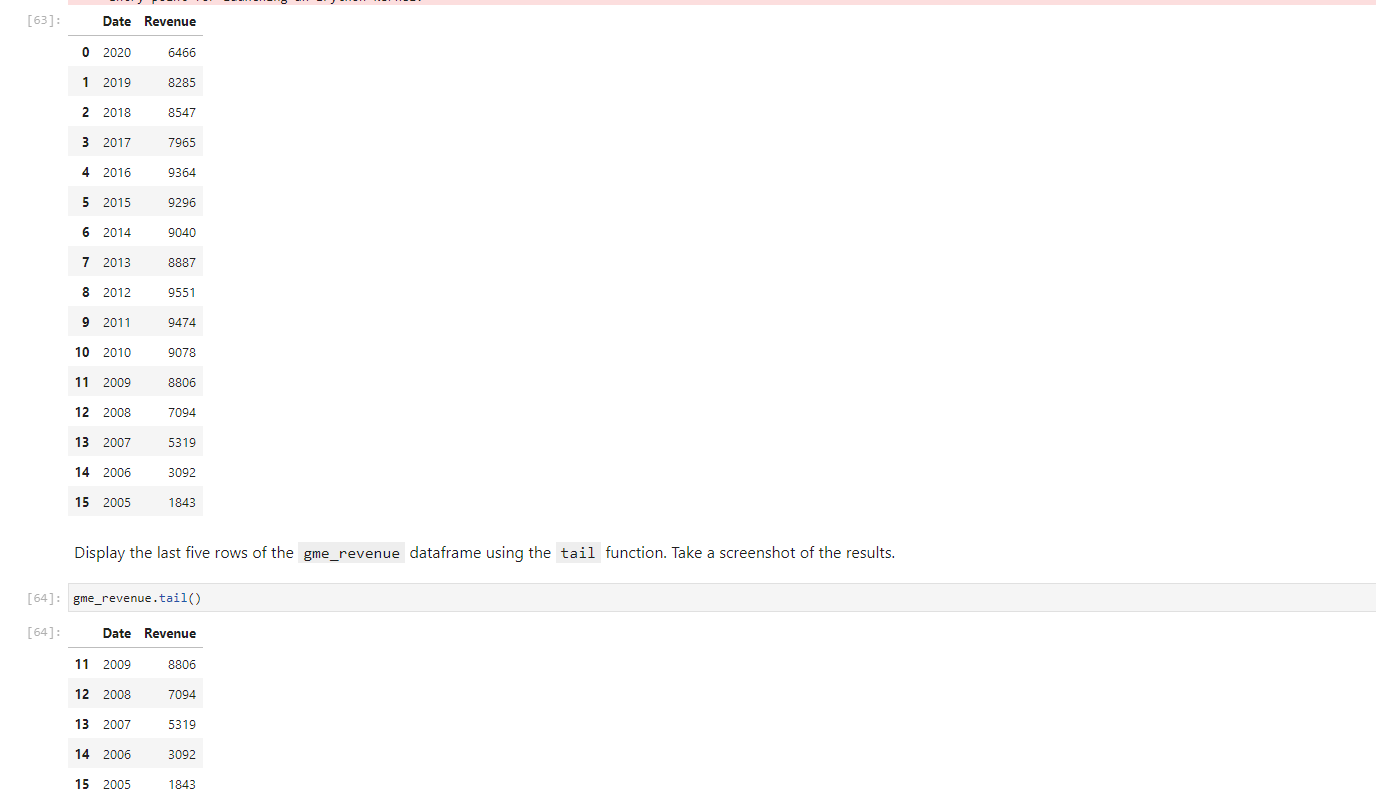 [63]:
Date Revenue
0 2020 6466
1 2019 8285
2 2018 8547
3 2017 7965
4 2016 9364
5 2015 9296
6 2014 9040
7 2013 8887
8 2012 9551
9 2011 9474
10 2010 9078
11 2009 8806
12 2008 7094
13 2007 5319
14 2006 3092
15 2005 1843
Display the last five rows of the gme_revenue dataframe using the tail function. Take a screenshot of the results.
[64]: gme_revenue.tail()
[64]:
Date Revenue
11 2009 8806
12 2008 7094
13 2007 5319
14 2006 3092
15 2005 1843